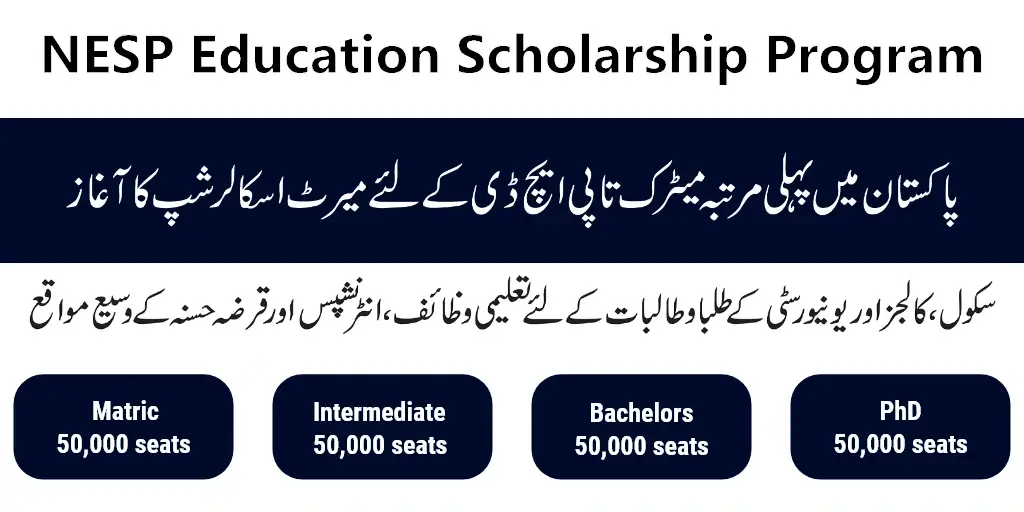 NESP Education Scholarship Program
پاکستان میں پہلی مرتبہ میٹرک تا پی ایچ ڈی کے لئے میرٹ اسکالرشپ کا آغاز
سکول، کالجز اور یونیورسٹی کے طلبا و طالبات کے لئے تعلیمی وظائف، انٹرنشپس اور قرضہ حسنہ کے وسیع مواقع
Matric
50,000 seats
Intermediate
50,000 seats
Bachelors
50,000 seats
PhD
50,000 seats